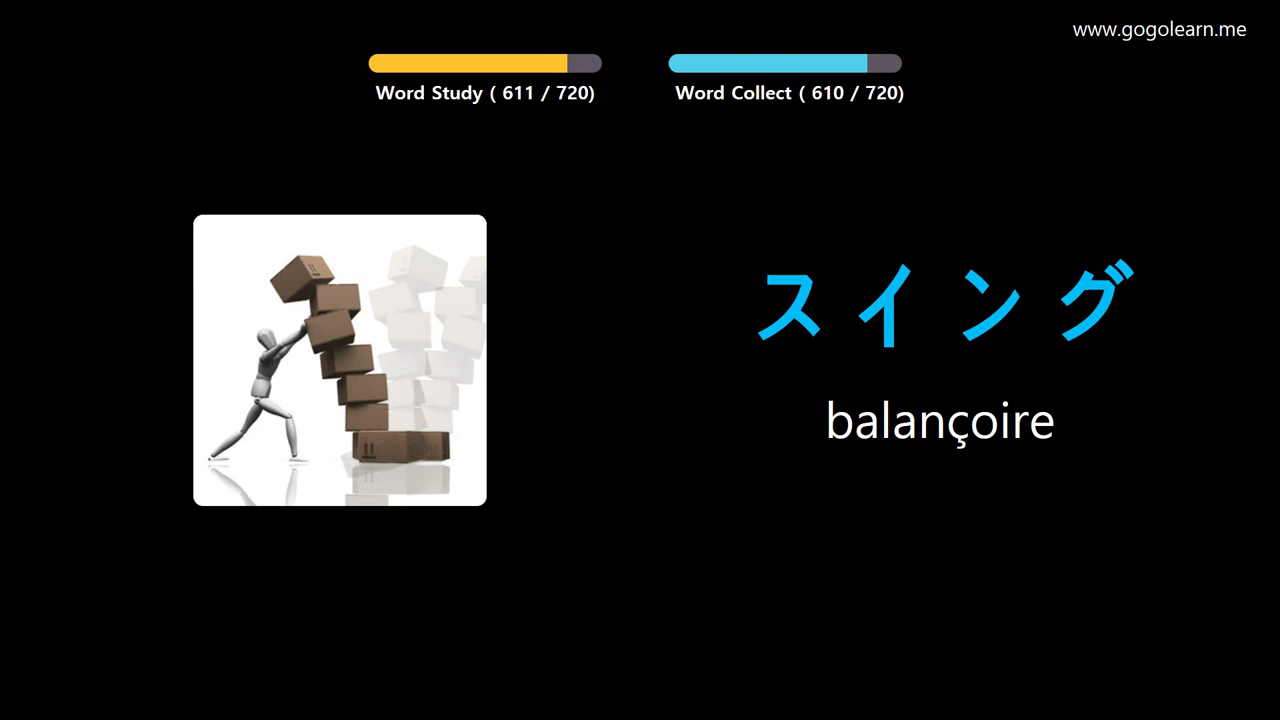 www.gogolearn.me
Word Study ( 611 / 720)
Word Collect ( 610 / 720)
スイング
balançoire